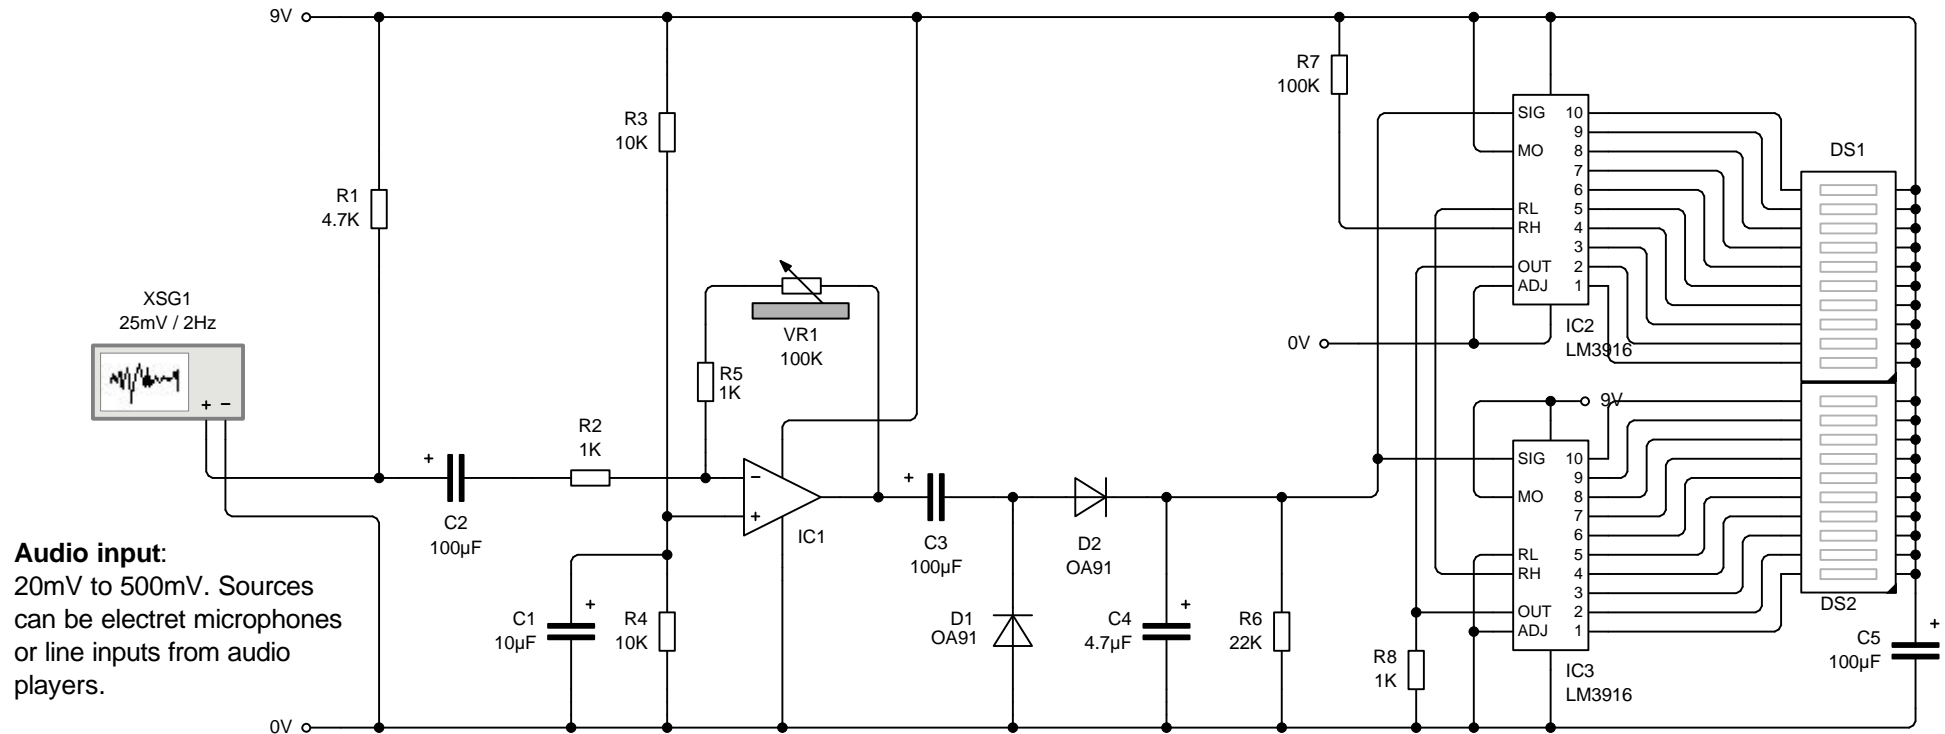 9V
R1
4.7K
R3
10K
XSG1
25mV / 2Hz
+ −
Audio input:
20mV to 500mV. Sources
can be electret microphones
or line inputs from audio
players.
0V
+
C2
100µF
R2
1K
R5
1K
VR1
100K
−
+
IC1
+
C1
10µF
R4
10K
+
C3
100µF
D1
OA91
D2
OA91
+
C4
4.7µF
R6
22K
R7
100K
0V
SIG 10
9
MO 8
7
6
RL 5
RH 4
3
OUT 2
ADJ 1
IC2
LM3916
9V
SIG 10
9
MO 8
7
6
RL 5
RH 4
3
OUT 2
ADJ 1
IC3
LM3916
R8
1K
DS1
DS2
+
C5
100µF